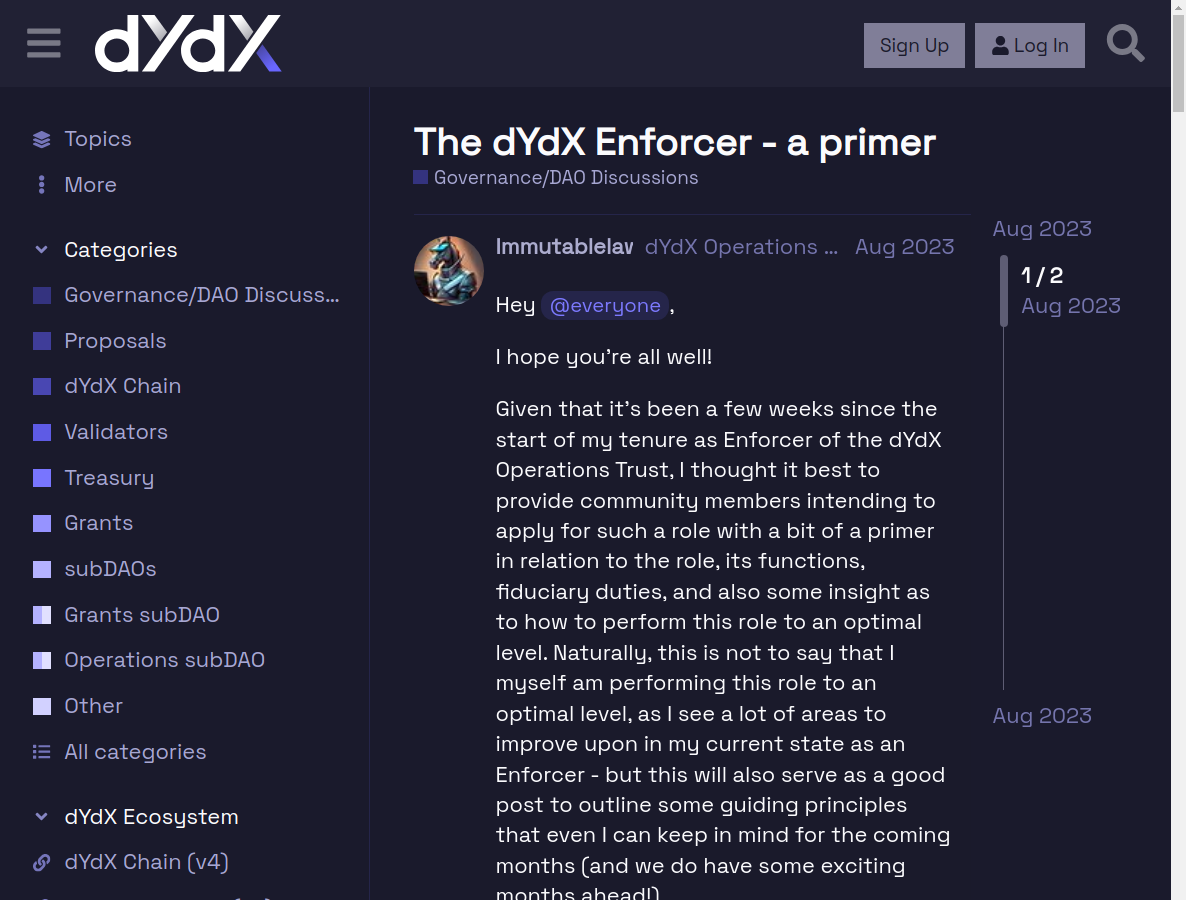 dYdX
Sign Up
Log In
Topics
More
Categories
Governance/DAO Discuss...
Proposals
dYdX Chain
Validators
Treasury
Grants
subDAOs
Grants subDAO
Operations subDAO
Other
All categories
dYdX Ecosystem
dYdX Chain (v4)
The dYdX Enforcer - a primer
Governance/DAO Discussions
Immutablelaw dYdX Operations ... Aug 2023
Hey @everyone ,
I hope you're all well!
Given that it's been a few weeks since the
start of my tenure as Enforcer of the dYdX
Operations Trust, I thought it best to
provide community members intending to
apply for such a role with a bit of a primer
in relation to the role, its functions,
fiduciary duties, and also some insight as
to how to perform this role to an optimal
level. Naturally, this is not to say that I
myself am performing this role to an
optimal level, as I see a lot of areas to
improve upon in my current state as an
Enforcer - but this will also serve as a good
post to outline some guiding principles
that even I can keep in mind for the coming
months (and we do have some exciting
months ahead!)
Aug 2023
1 / 2
Aug 2023
Aug 2023